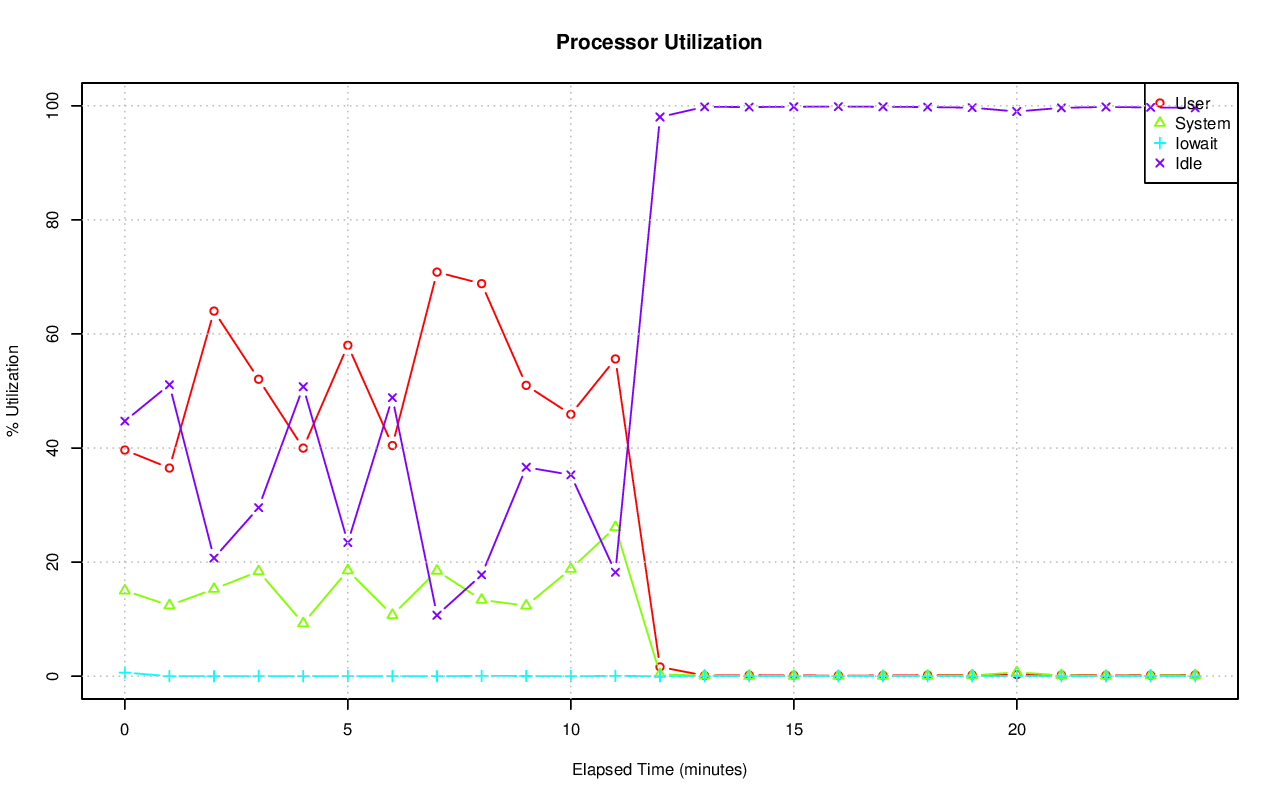 Processor Utilization
% Utilization
100
80
60
40
20
0
User
System
Iowait
Idle
0 5 10 15 20
Elapsed Time (minutes)